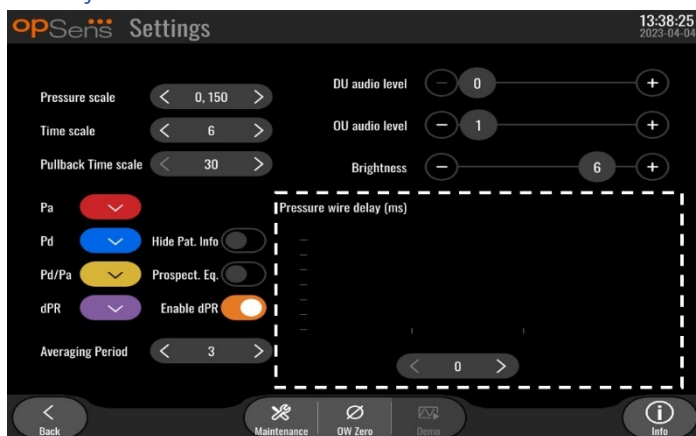 opSens Settings
13:38:25
2023-04-04
Pressure scale < 0, 150 >
Time scale < 6 >
Pullback Time scale < 30 >
DU audio level − 0 +
OU audio level − 1 +
Brightness − 6 +
Pa
Pd
Hide Pat. Info
Pd/Pa
Prospect. Eq.
dPR
Enable dPR
Averaging Period < 3 >
Pressure wire delay (ms)
< 0 >
Back
Maintenance
OW Zero
Demo
Info